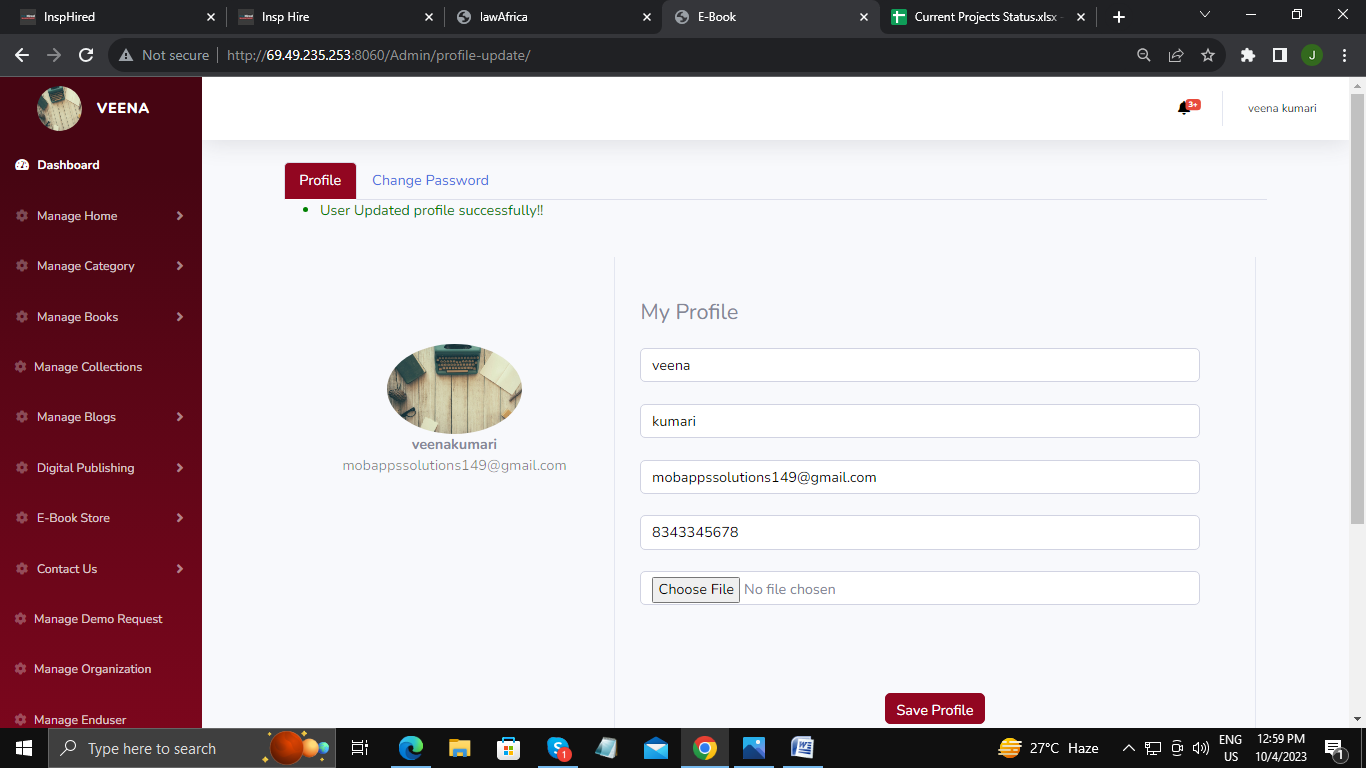 InspHired
Insp Hire
lawAfrica
E-Book
Current Projects Status.xlsx -
Not secure
http://69.49.235.253:8060/Admin/profile-update/
J
VEENA
3+
veena kumari
Dashboard
Manage Home
Manage Category
Manage Books
Manage Collections
Manage Blogs
Digital Publishing
E-Book Store
Contact Us
Manage Demo Request
Manage Organization
Manage Enduser
Profile
Change Password
User Updated profile successfully!!
veenakumari
mobappssolutions149@gmail.com
My Profile
veena
kumari
mobappssolutions149@gmail.com
8343345678
Choose File No file chosen
Save Profile
Type here to search
1
27°C Haze
ENG
US
12:59 PM
10/4/2023
1